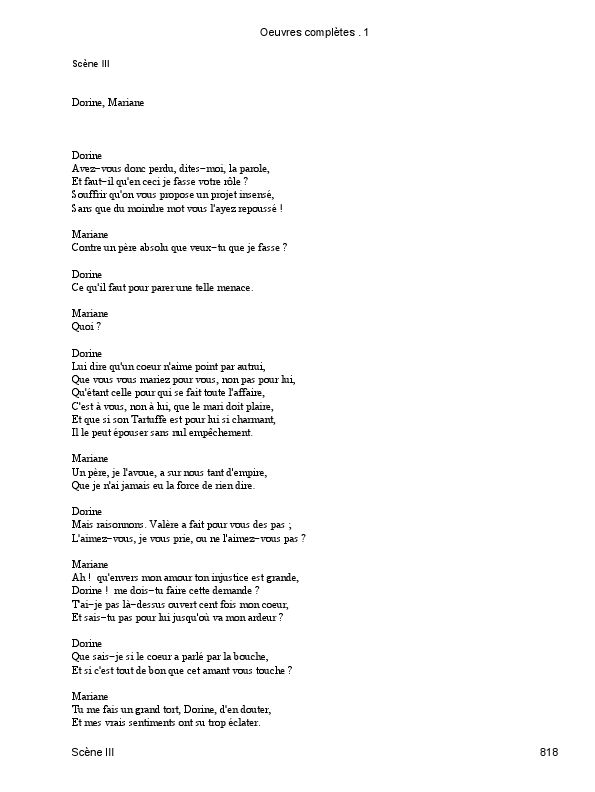 Oeuvres complètes . 1
Scène III
Dorine, Mariane
Dorine
Avez−vous donc perdu, dites−moi, la parole,
Et faut−il qu'en ceci je fasse votre rôle ?
Souffrir qu'on vous propose un projet insensé,
Sans que du moindre mot vous l'ayez repoussé !
Mariane
Contre un père absolu que veux−tu que je fasse ?
Dorine
Ce qu'il faut pour parer une telle menace.
Mariane
Quoi ?
Dorine
Lui dire qu'un coeur n'aime point par autrui,
Que vous vous mariez pour vous, non pas pour lui,
Qu'étant celle pour qui se fait toute l'affaire,
C'est à vous, non à lui, que le mari doit plaire,
Et que si son Tartuffe est pour lui si charmant,
Il le peut épouser sans nul empêchement.
Mariane
Un père, je l'avoue, a sur nous tant d'empire,
Que je n'ai jamais eu la force de rien dire.
Dorine
Mais raisonnons. Valère a fait pour vous des pas ;
L'aimez−vous, je vous prie, ou ne l'aimez−vous pas ?
Mariane
Ah ! qu'envers mon amour ton injustice est grande,
Dorine ! me dois−tu faire cette demande ?
T'ai−je pas là−dessus ouvert cent fois mon coeur,
Et sais−tu pas pour lui jusqu'où va mon ardeur ?
Dorine
Que sais−je si le coeur a parlé par la bouche,
Et si c'est tout de bon que cet amant vous touche ?
Mariane
Tu me fais un grand tort, Dorine, d'en douter,
Et mes vrais sentiments ont su trop éclater.
Scène III
818